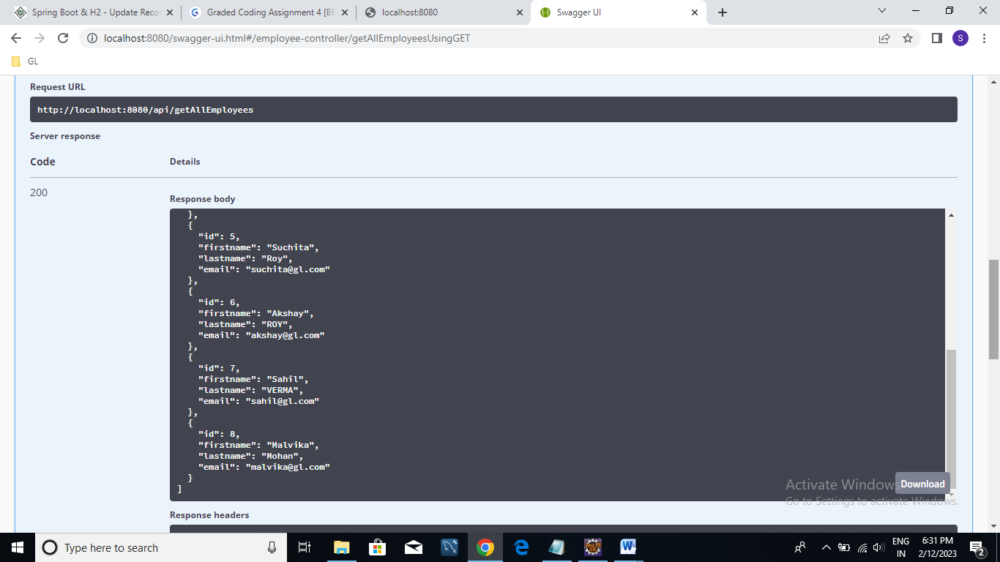 Spring Boot & H2 - Update Reco
Graded Coding Assignment 4 [BE
localhost:8080
Swagger UI
localhost:8080/swagger-ui.html#/employee-controller/getAllEmployeesUsingGET
S
GL
Request URL
http://localhost:8080/api/getAllEmployees
Server response
Code Details
200
Response body
},
{
"id": 5,
"firstname": "Suchita",
"lastname": "Roy",
"email": "suchita@gl.com"
},
{
"id": 6,
"firstname": "Akshay",
"lastname": "ROY",
"email": "akshay@gl.com"
},
{
"id": 7,
"firstname": "Sahil",
"lastname": "VERMA",
"email": "sahil@gl.com"
},
{
"id": 8,
"firstname": "Malvika",
"lastname": "Mohan",
"email": "malvika@gl.com"
}
]
Download
Activate Windows
Go to Settings to activate Windows.
Response headers
Type here to search
ENG
IN
6:31 PM
2/12/2023
2